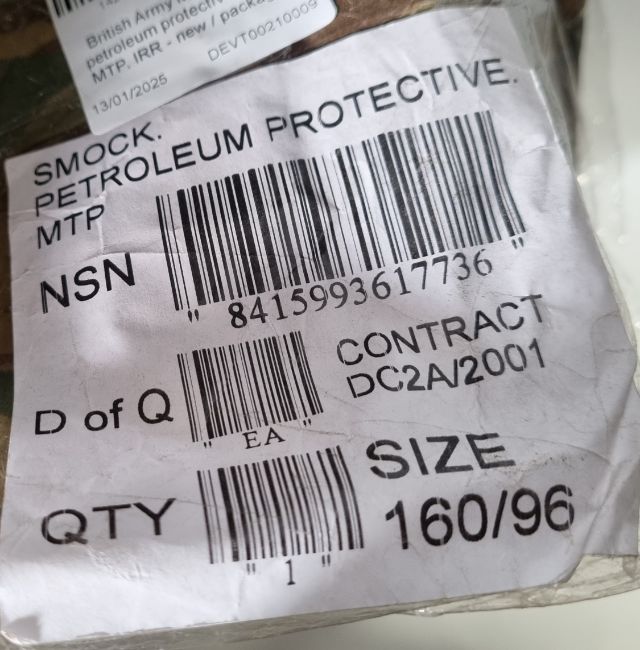 British Army
petroleum protectiv
MTP, IRR - new / packa
13/01/2025 DEVT00210009
SMOCK.
PETROLEUM PROTECTIVE.
MTP
NSN
" 8415993617736 "
D of Q
" EA "
CONTRACT
DC2A/2001
QTY
" 1 "
SIZE
160/96